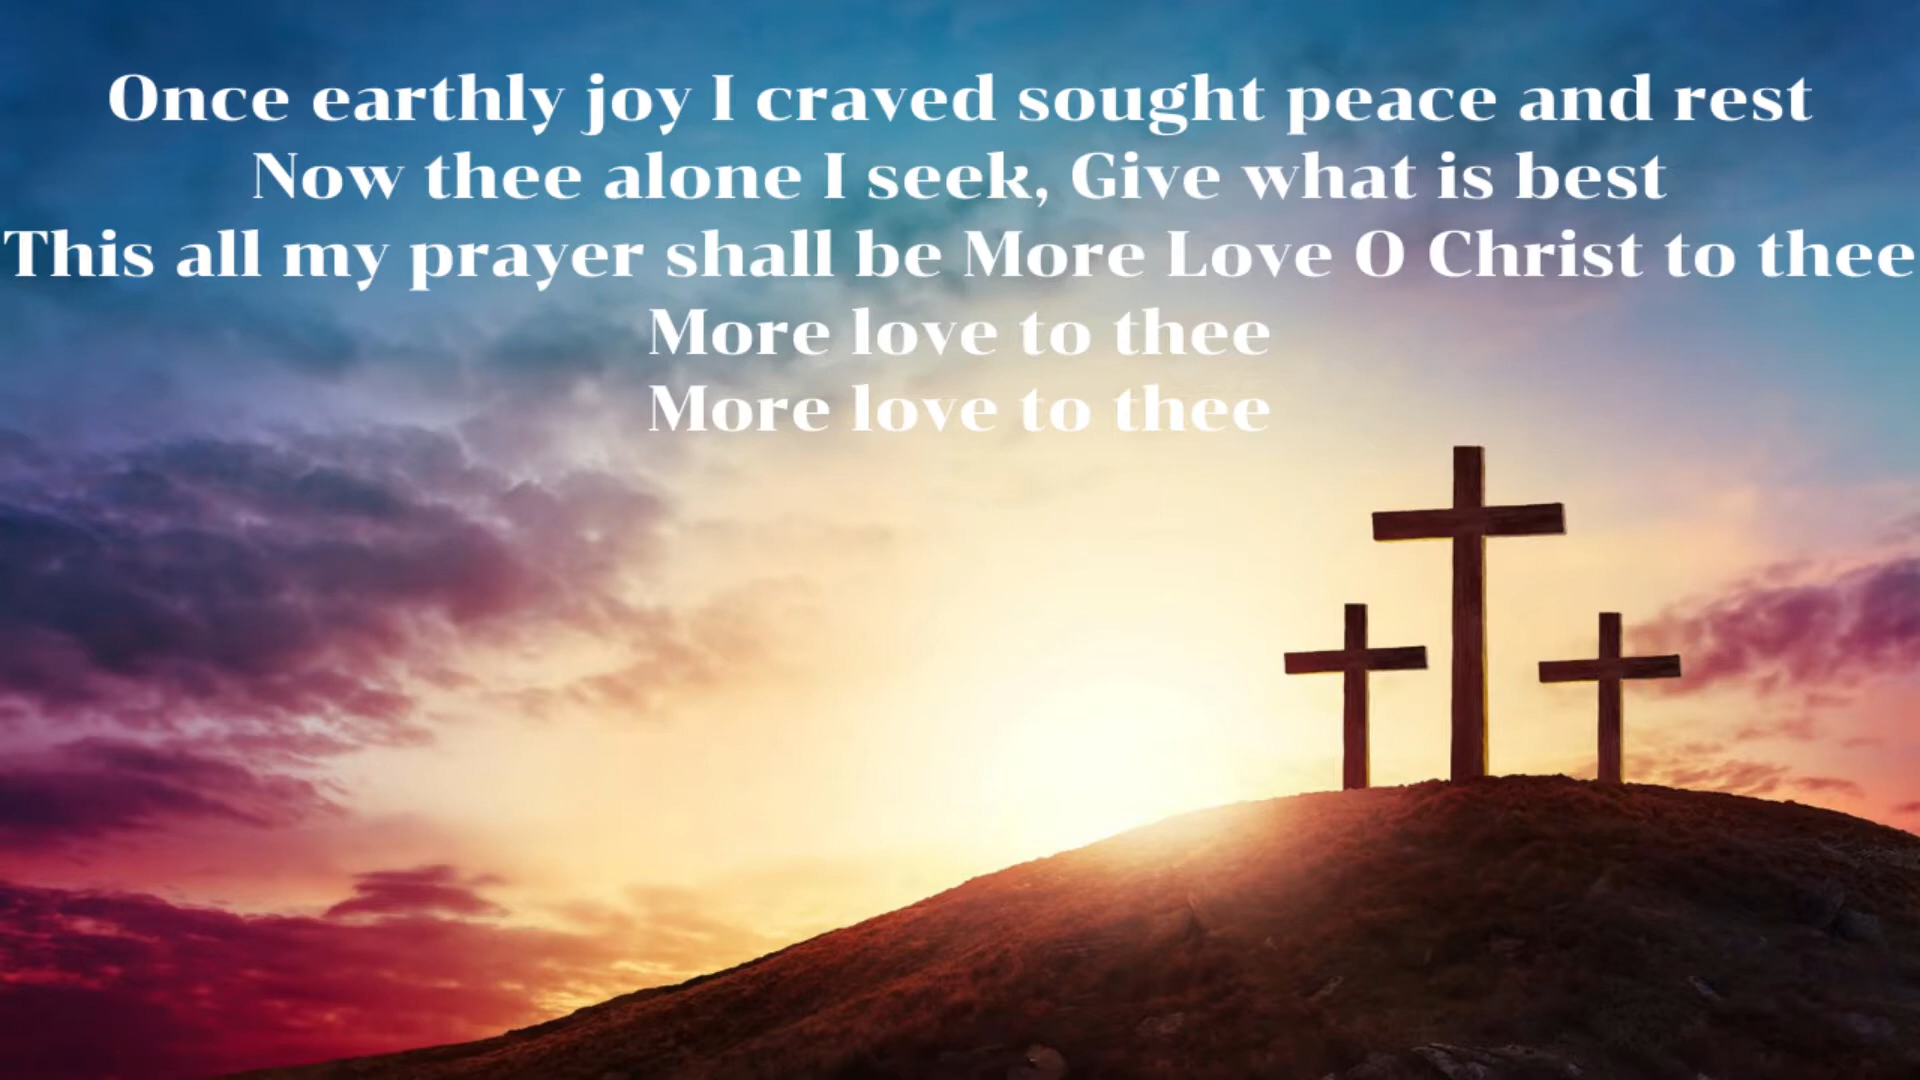 Once earthly joy I craved sought peace and rest
Now thee alone I seek, Give what is best
This all my prayer shall be More Love O Christ to thee
More love to thee
More love to thee